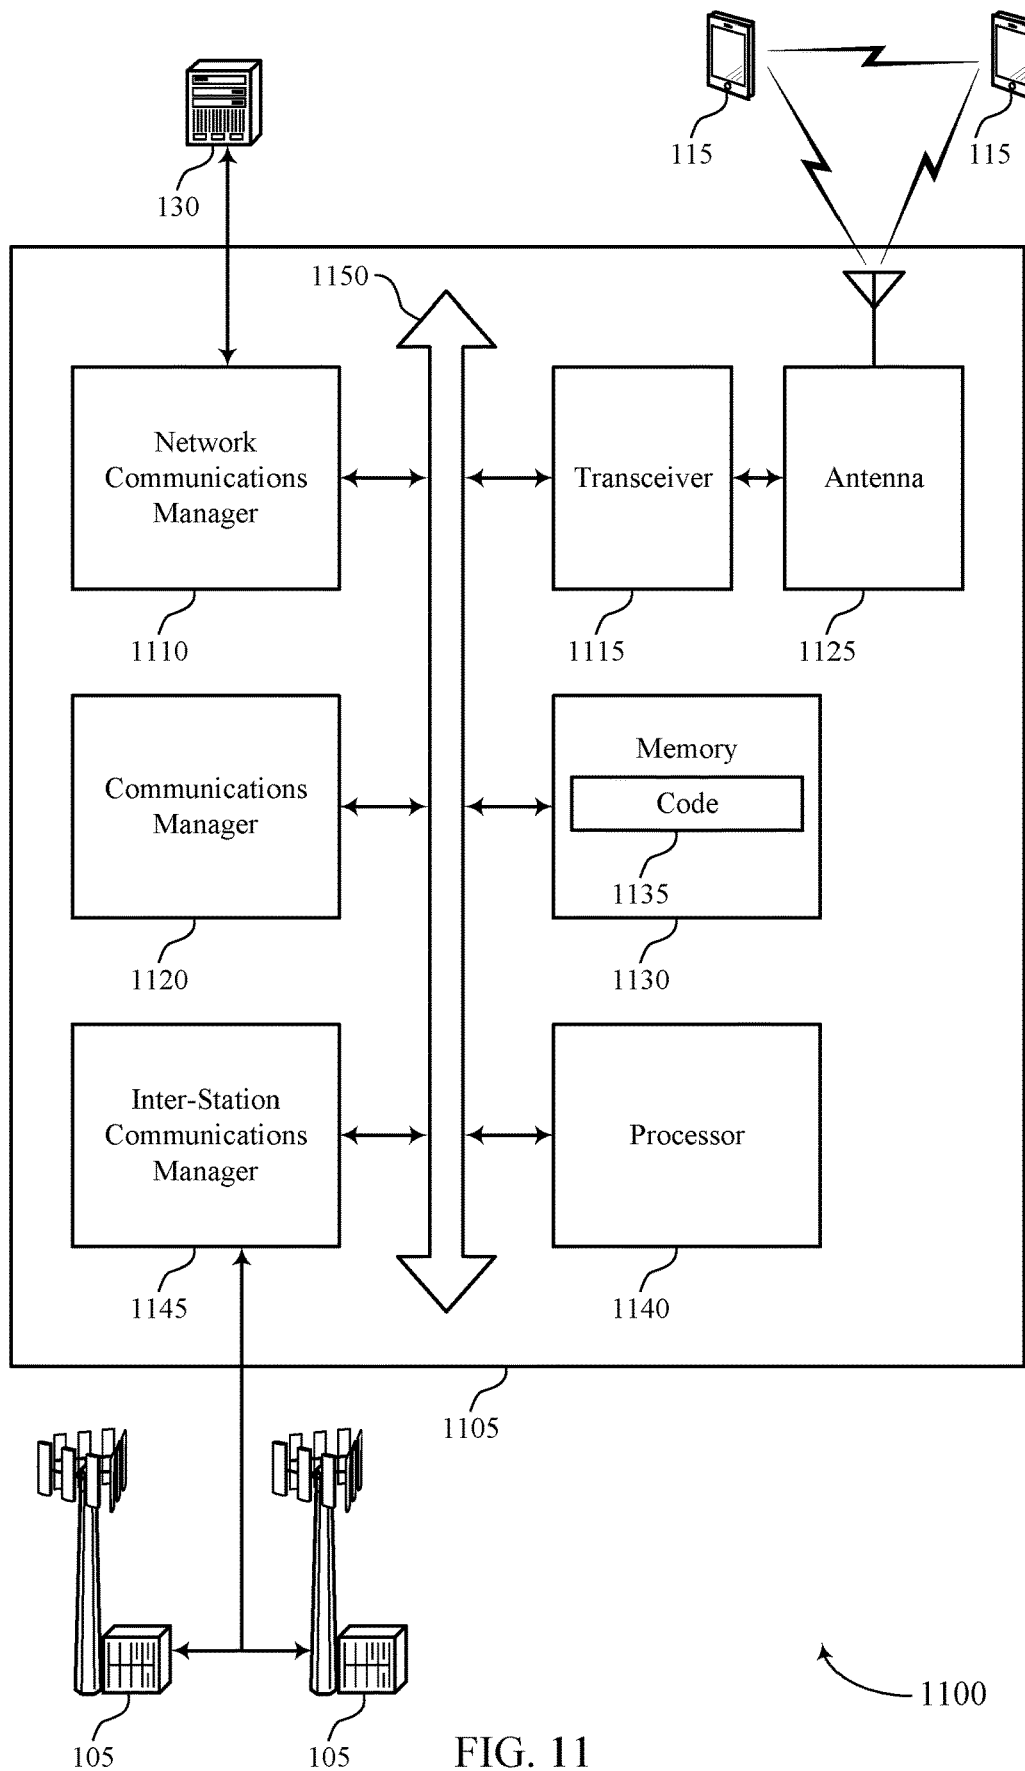 115
115
130
1150
Network
Communications
Manager
Transceiver
Antenna
1110
1115
1125
Communications
Manager
Memory
Code
1135
1120
1130
Inter-Station
Communications
Manager
Processor
1145
1140
1105
1100
105
105
FIG. 11